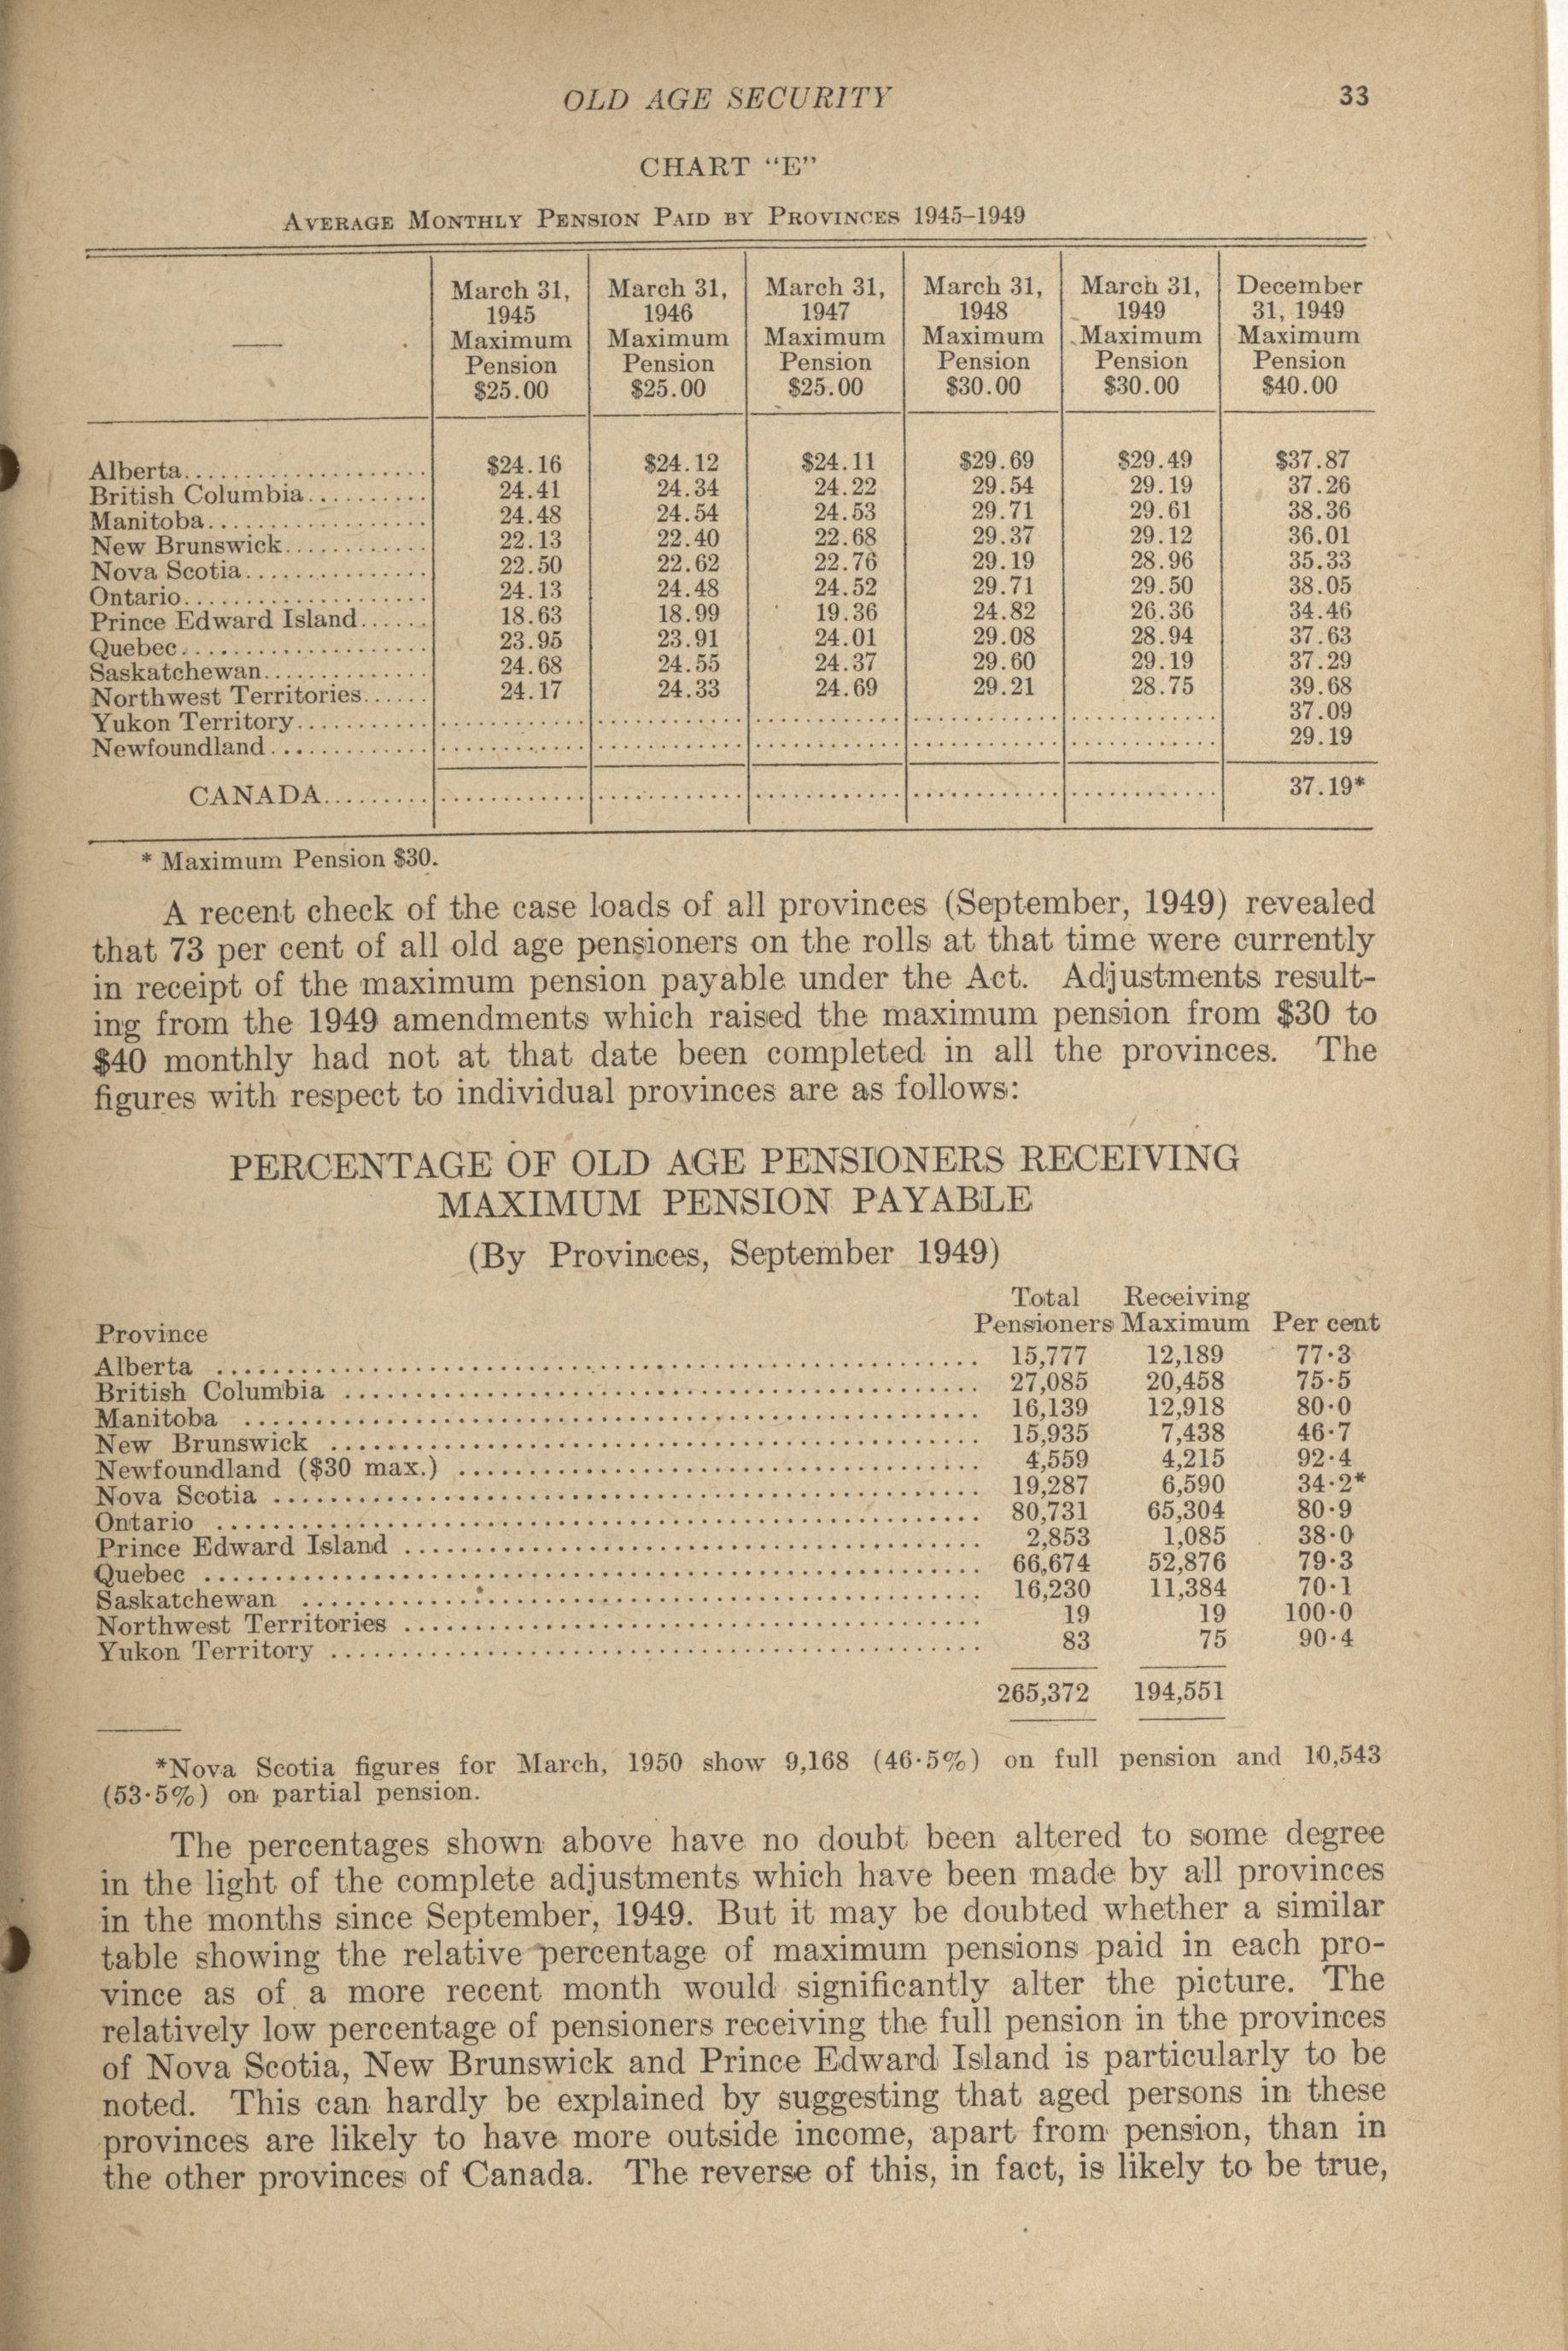 OLD AGE SECURITY 33
CHART “E”
AVERAGE MONTHLY PENSION PAID BY PROVINCES 1945–1949
— March 31, March 31, March 31, March 31, March 31, December
1945 1946 1947 1948 1949 31, 1949
Maximum Maximum Maximum Maximum Maximum Maximum
Pension Pension Pension Pension Pension Pension
$25.00 $25.00 $25.00 $30.00 $30.00 $40.00
Alberta.................... $24.16 $24.12 $24.11 $29.69 $29.49 $37.87
British Columbia.......... 24.41 24.34 24.22 29.54 29.19 37.26
Manitoba.................. 24.48 24.54 24.53 29.71 29.61 38.36
New Brunswick............ 22.13 22.40 22.68 29.37 29.12 36.01
Nova Scotia............... 22.50 22.62 22.76 29.19 28.96 35.33
Ontario.................... 24.13 24.48 24.52 29.71 29.50 38.05
Prince Edward Island...... 18.63 18.99 19.36 24.82 26.36 34.46
Quebec.................... 23.95 23.91 24.01 29.08 28.94 37.63
Saskatchewan.............. 24.68 24.55 24.37 29.60 29.19 37.29
Northwest Territories...... 24.17 24.33 24.69 29.21 28.75 39.68
Yukon Territory........... ............ ............ ............ ............ ............ 37.09
Newfoundland............. ............ ............ ............ ............ ............ 29.19
CANADA......... ............ ............ ............ ............ ............ 37.19*
* Maximum Pension $30.
A recent check of the case loads of all provinces (September, 1949) revealed
that 73 per cent of all old age pensioners on the rolls at that time were currently
in receipt of the maximum pension payable under the Act. Adjustments result-
ing from the 1949 amendments which raised the maximum pension from $30 to
$40 monthly had not at that date been completed in all the provinces. The
figures with respect to individual provinces are as follows:
PERCENTAGE OF OLD AGE PENSIONERS RECEIVING
MAXIMUM PENSION PAYABLE
(By Provinces, September 1949)
Total Receiving
Province Pensioners Maximum Per cent
Alberta .......... 15,777 12,189 77·3
British Columbia .......... 27,085 20,458 75·5
Manitoba .......... 16,139 12,918 80·0
New Brunswick .......... 15,935 7,438 46·7
Newfoundland ($30 max.) .......... 4,559 4,215 92·4
Nova Scotia .......... 19,287 6,590 34·2*
Ontario .......... 80,731 65,304 80·9
Prince Edward Island .......... 2,853 1,085 38·0
Quebec .......... 66,674 52,876 79·3
Saskatchewan .......... 16,230 11,384 70·1
Northwest Territories .......... 19 19 100·0
Yukon Territory .......... 83 75 90·4
265,372 194,551
*Nova Scotia figures for March, 1950 show 9,168 (46·5%) on full pension and 10,543
(53·5%) on partial pension.
The percentages shown above have no doubt been altered to some degree
in the light of the complete adjustments which have been made by all provinces
in the months since September, 1949. But it may be doubted whether a similar
table showing the relative percentage of maximum pensions paid in each pro-
vince as of a more recent month would significantly alter the picture. The
relatively low percentage of pensioners receiving the full pension in the provinces
of Nova Scotia, New Brunswick and Prince Edward Island is particularly to be
noted. This can hardly be explained by suggesting that aged persons in these
provinces are likely to have more outside income, apart from pension, than in
the other provinces of Canada. The reverse of this, in fact, is likely to be true,